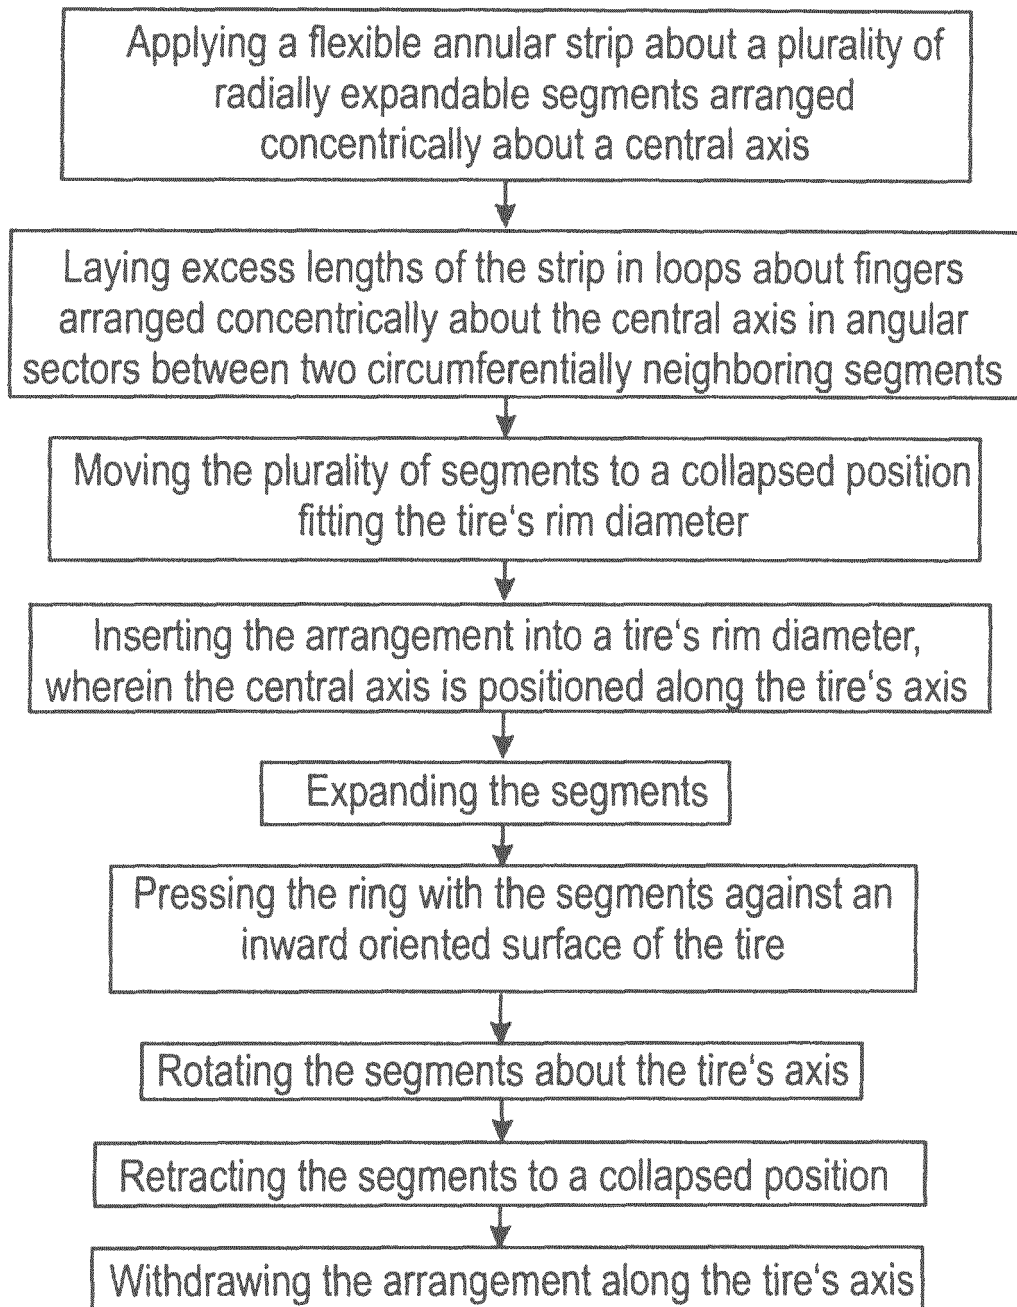 Applying a flexible annular strip about a plurality of
radially expandable segments arranged
concentrically about a central axis
Laying excess lengths of the strip in loops about fingers
arranged concentrically about the central axis in angular
sectors between two circumferentially neighboring segments
Moving the plurality of segments to a collapsed position
fitting the tire‘s rim diameter
Inserting the arrangement into a tire‘s rim diameter,
wherein the central axis is positioned along the tire‘s axis
Expanding the segments
Pressing the ring with the segments against an
inward oriented surface of the tire
Rotating the segments about the tire‘s axis
Retracting the segments to a collapsed position
Withdrawing the arrangement along the tire‘s axis